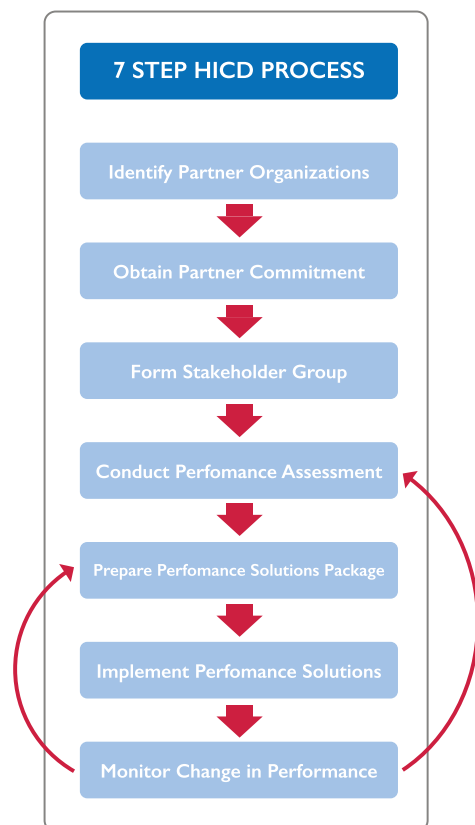 7 STEP HICD PROCESS
Identify Partner Organizations
Obtain Partner Commitment
Form Stakeholder Group
Conduct Perfomance Assessment
Prepare Perfomance Solutions Package
Implement Perfomance Solutions
Monitor Change in Performance